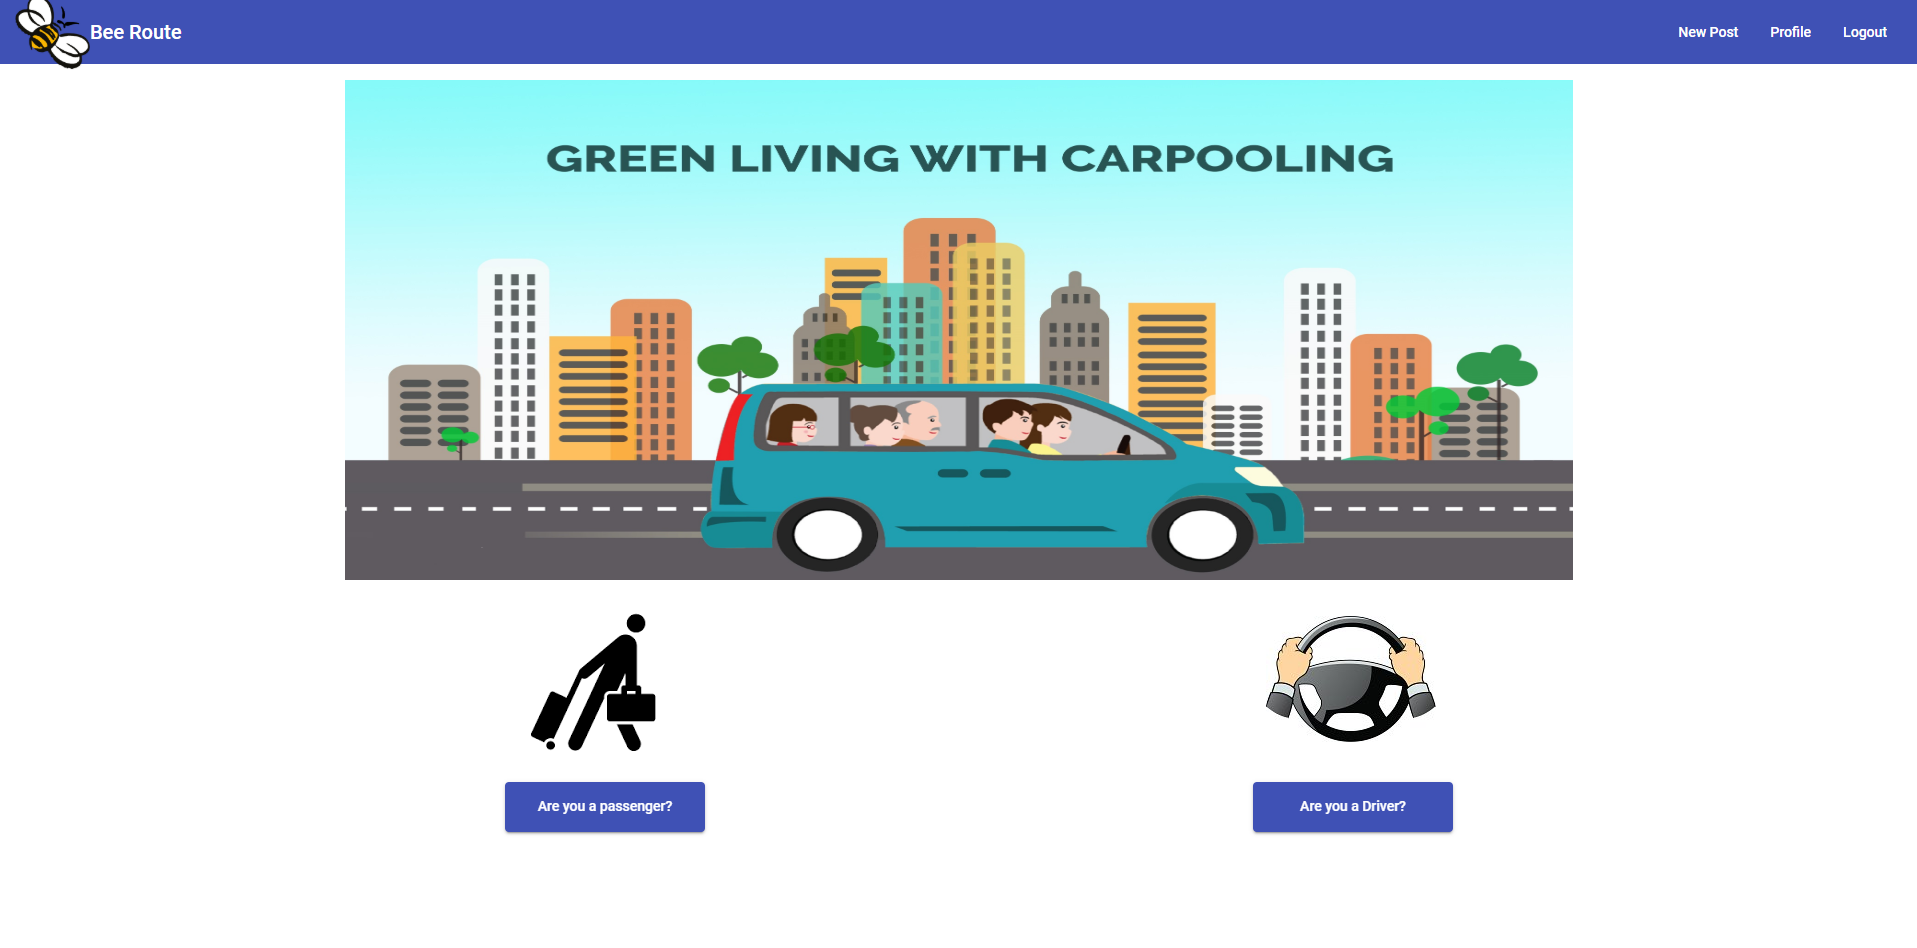 Bee Route
New Post
Profile
Logout
GREEN LIVING WITH CARPOOLING
Are you a passenger?
Are you a Driver?